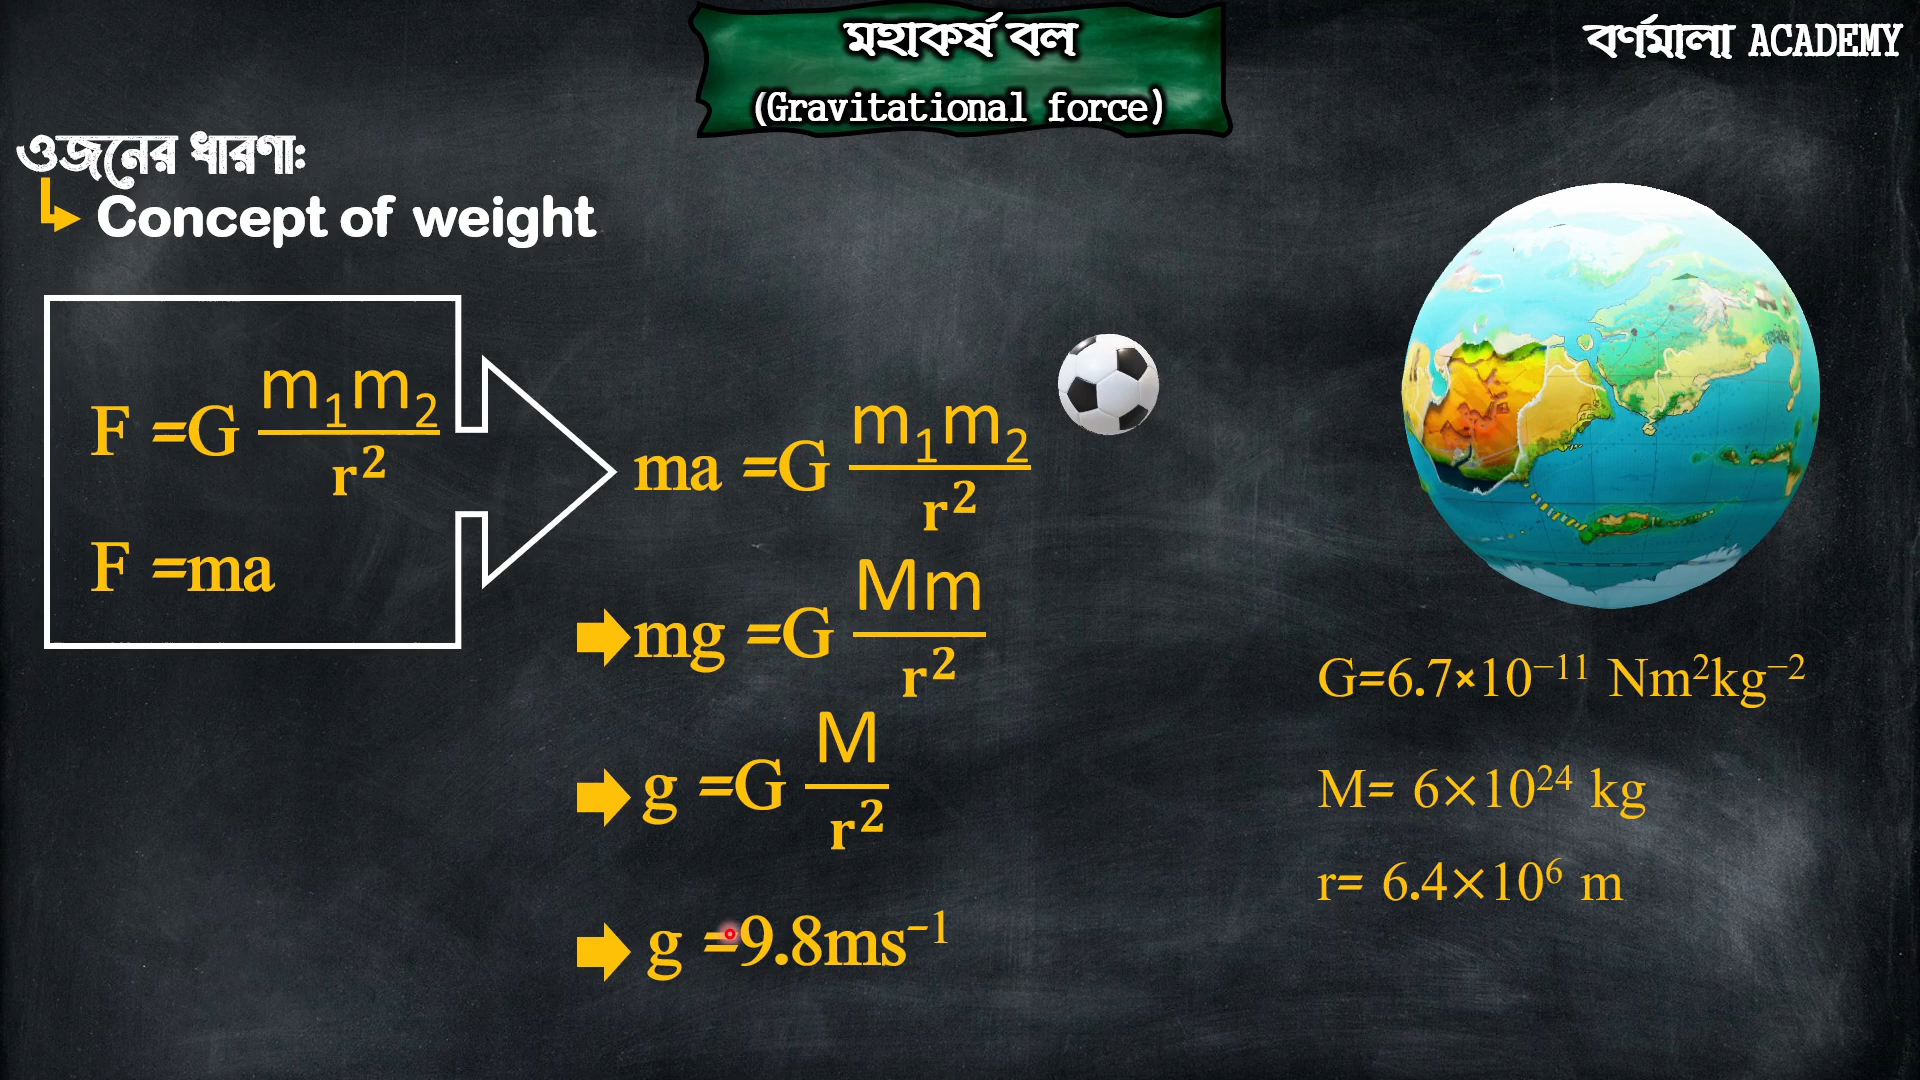 মহাকর্ষ বল
(Gravitational force)
বর্ণমালা ACADEMY
ওজনের ধারণাঃ
Concept of weight
F =G m₁m₂/r²
F =ma
ma =G m₁m₂/r²
mg =G Mm/r²
g =G M/r²
g =9.8ms⁻¹
G=6.7×10⁻¹¹ Nm²kg⁻²
M= 6×10²⁴ kg
r= 6.4×10⁶ m